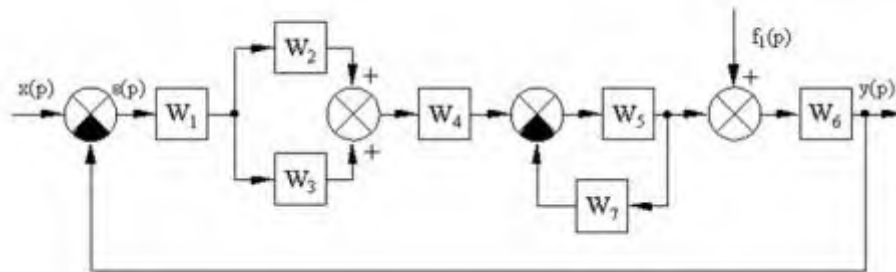 W₂
f₁(p)
x(p)
ε(p)
+
+
y(p)
W₁
W₄
W₅
W₆
+
W₃
W₇